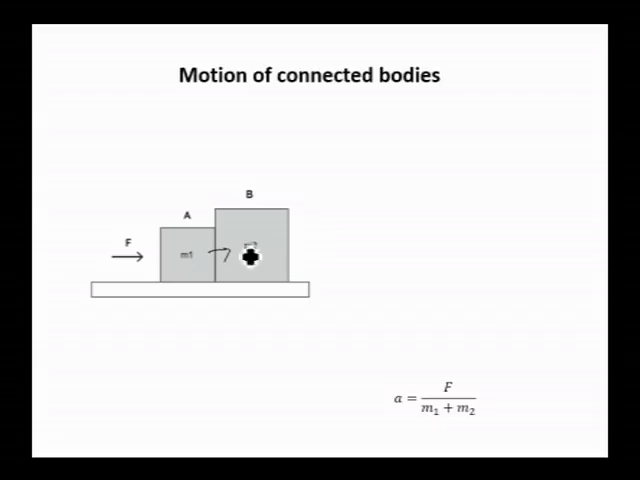 Motion of connected bodies
B
A
F
m1
a = F / (m₁ + m₂)